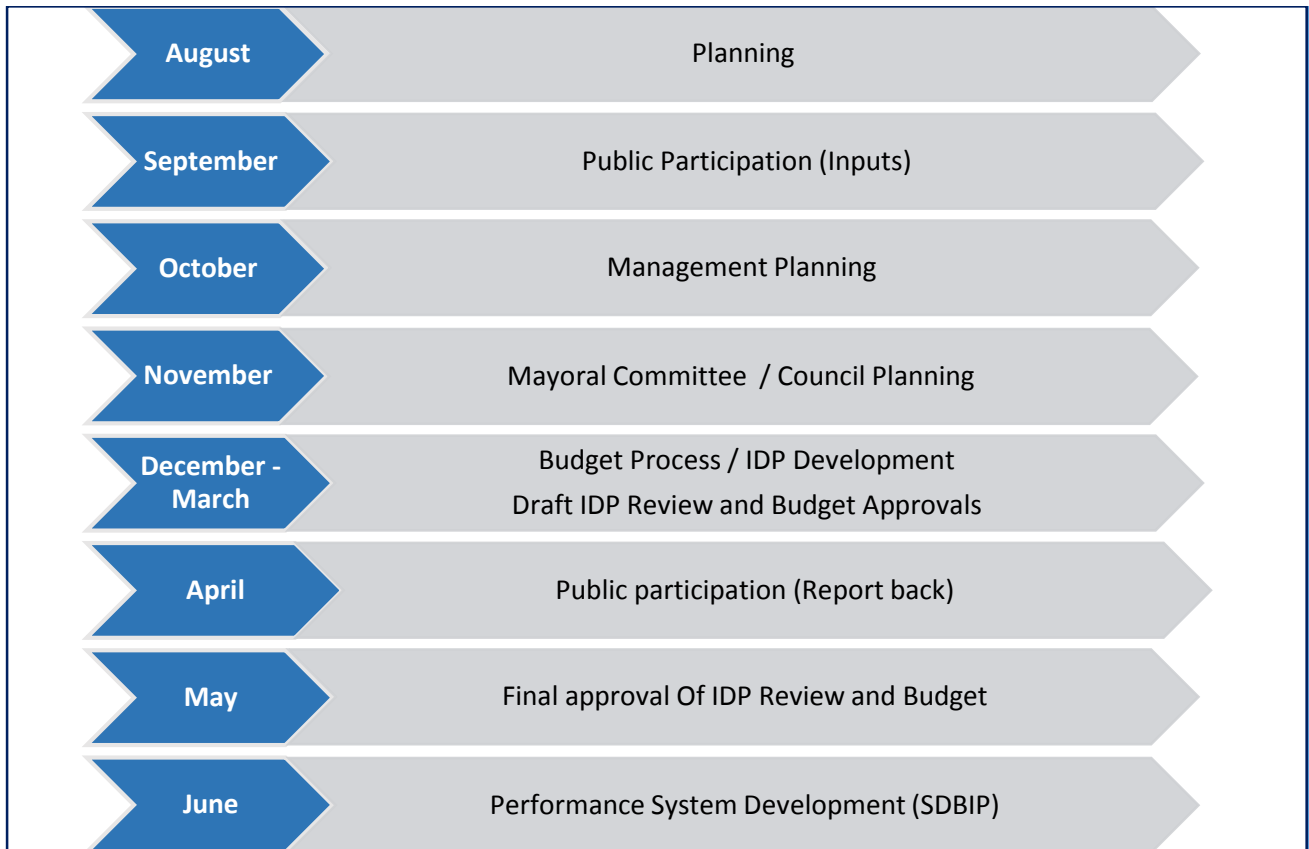 August
Planning
September
Public Participation (Inputs)
October
Management Planning
November
Mayoral Committee / Council Planning
December -
March
Budget Process / IDP Development
Draft IDP Review and Budget Approvals
April
Public participation (Report back)
May
Final approval Of IDP Review and Budget
June
Performance System Development (SDBIP)